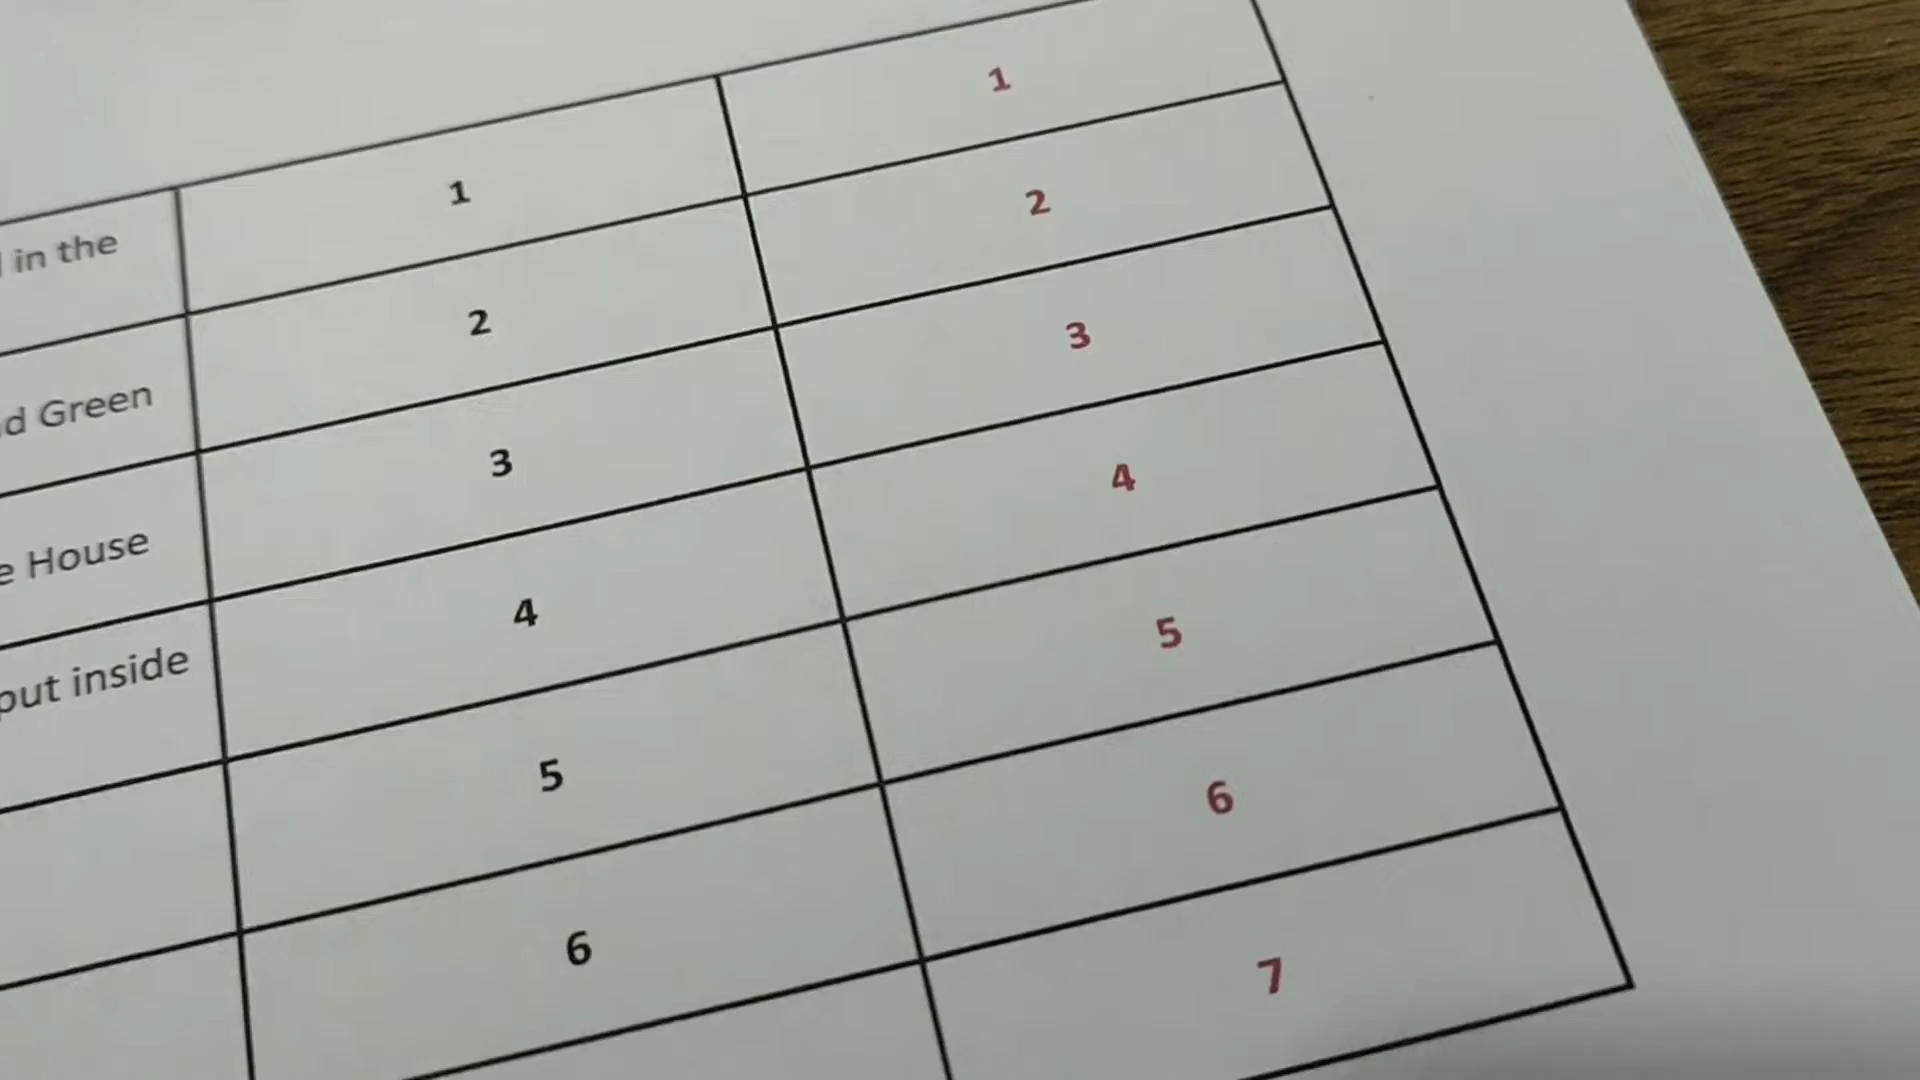 in the 1 1
Green 2 2
House 3 3
put inside 4 4
5 5
6 6
7